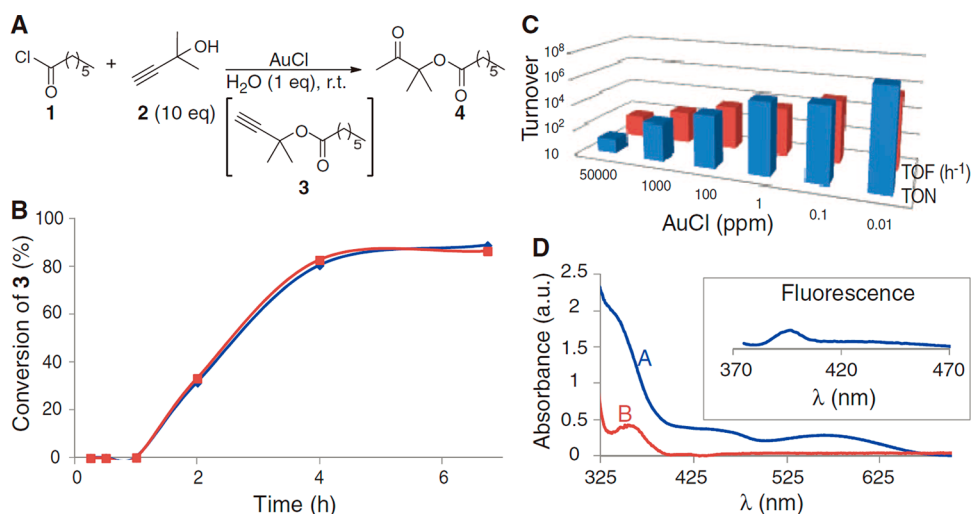 A
Cl
( )5
O
1
+
OH
2 (10 eq)
AuCl
H2O (1 eq), r.t.
O
O
( )5
O
4
O
( )5
O
3
B
Conversion of 3 (%)
100
80
60
40
20
0
0 2 4 6
Time (h)
C
Turnover
10^8
10^6
10^4
10^2
10
50000 1000 100 1 0.1 0.01
TOF (h-1)
TON
AuCl (ppm)
D
Absorbance (a.u.)
2.5
2
1.5
1
0.5
0
A
B
325 425 525 625
λ (nm)
Fluorescence
370 420 470
λ (nm)